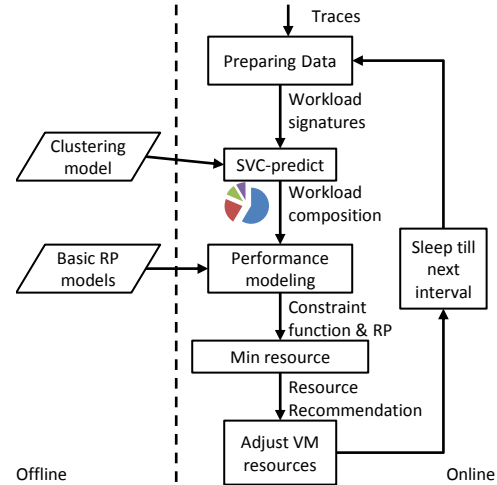 Traces
Preparing Data
Workload
signatures
Clustering
model
SVC-predict
Workload
composition
Basic RP
models
Performance
modeling
Sleep till
next
interval
Constraint
function & RP
Min resource
Resource
Recommendation
Adjust VM
resources
Offline
Online